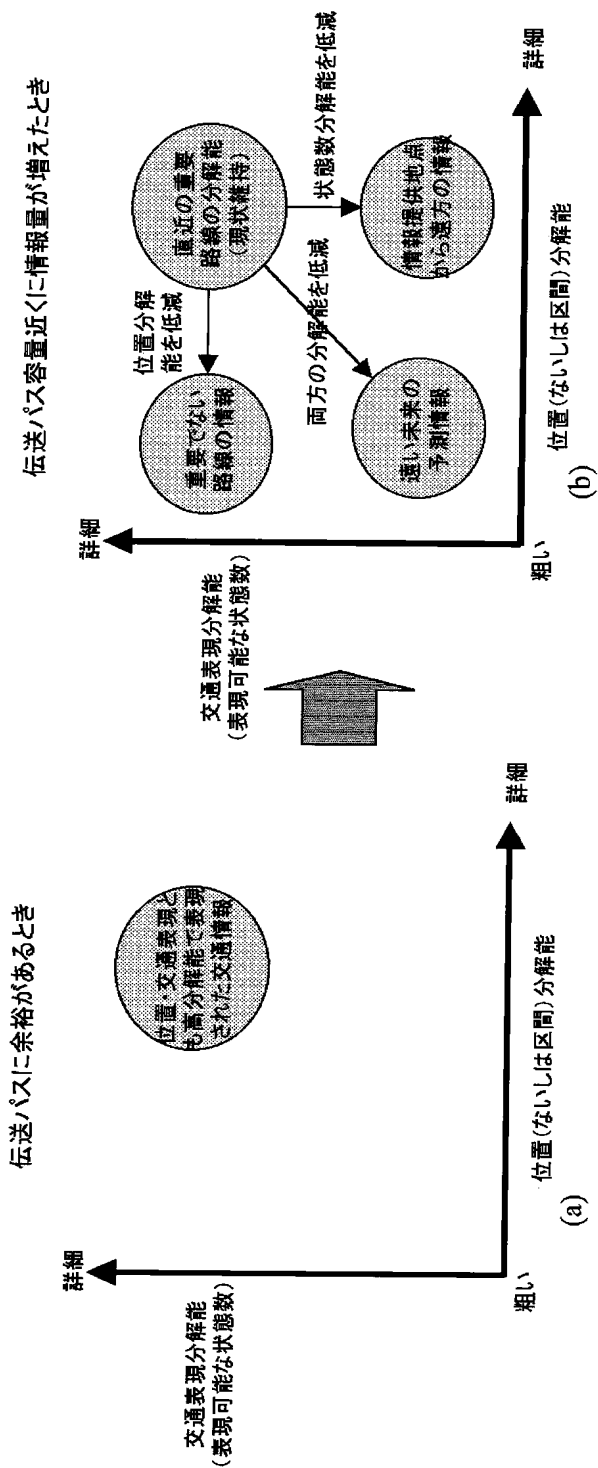 伝送パスに余裕があるとき
交通表現分解能
(表現可能な状態数)
詳細
位置・交通表現と
も高分解能で表現
された交通情報
粗い
位置(ないしは区間)分解能
詳細
(a)
伝送パス容量近くに情報量が増えたとき
交通表現分解能
(表現可能な状態数)
詳細
重要でない
路線の情報
位置分解
能を低減
直近の重要
路線の分解能
(現状維持)
両方の分解能を低減
状態数分解能を低減
遠い未来の
予測情報
情報提供地点
から遠方の情報
粗い
位置(ないしは区間)分解能
詳細
(b)